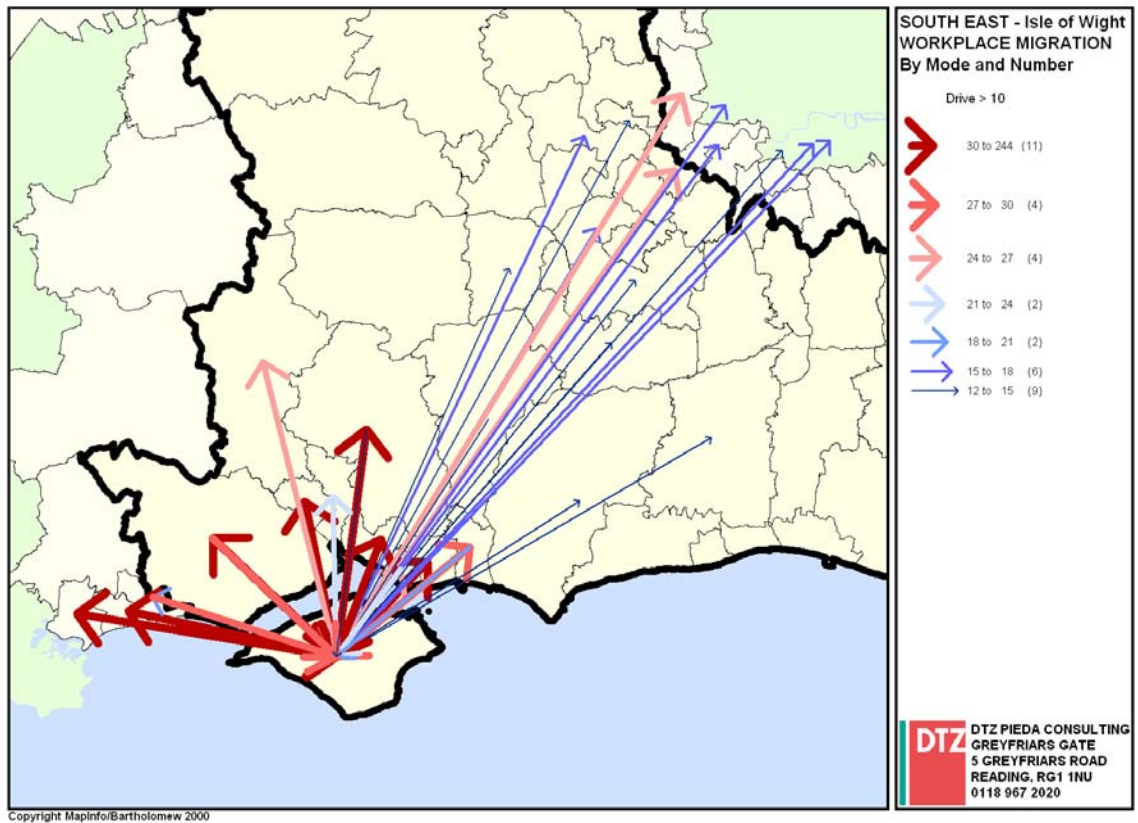 SOUTH EAST - Isle of Wight
WORKPLACE MIGRATION
By Mode and Number
Drive > 10
30 to 244 (11)
27 to 30 (4)
24 to 27 (4)
21 to 24 (2)
18 to 21 (2)
15 to 18 (6)
12 to 15 (9)
DTZ
DTZ PIEDA CONSULTING
GREYFRIARS GATE
5 GREYFRIARS ROAD
READING, RG1 1NU
0118 967 2020
Copyright MapInfo/Bartholomew 2000